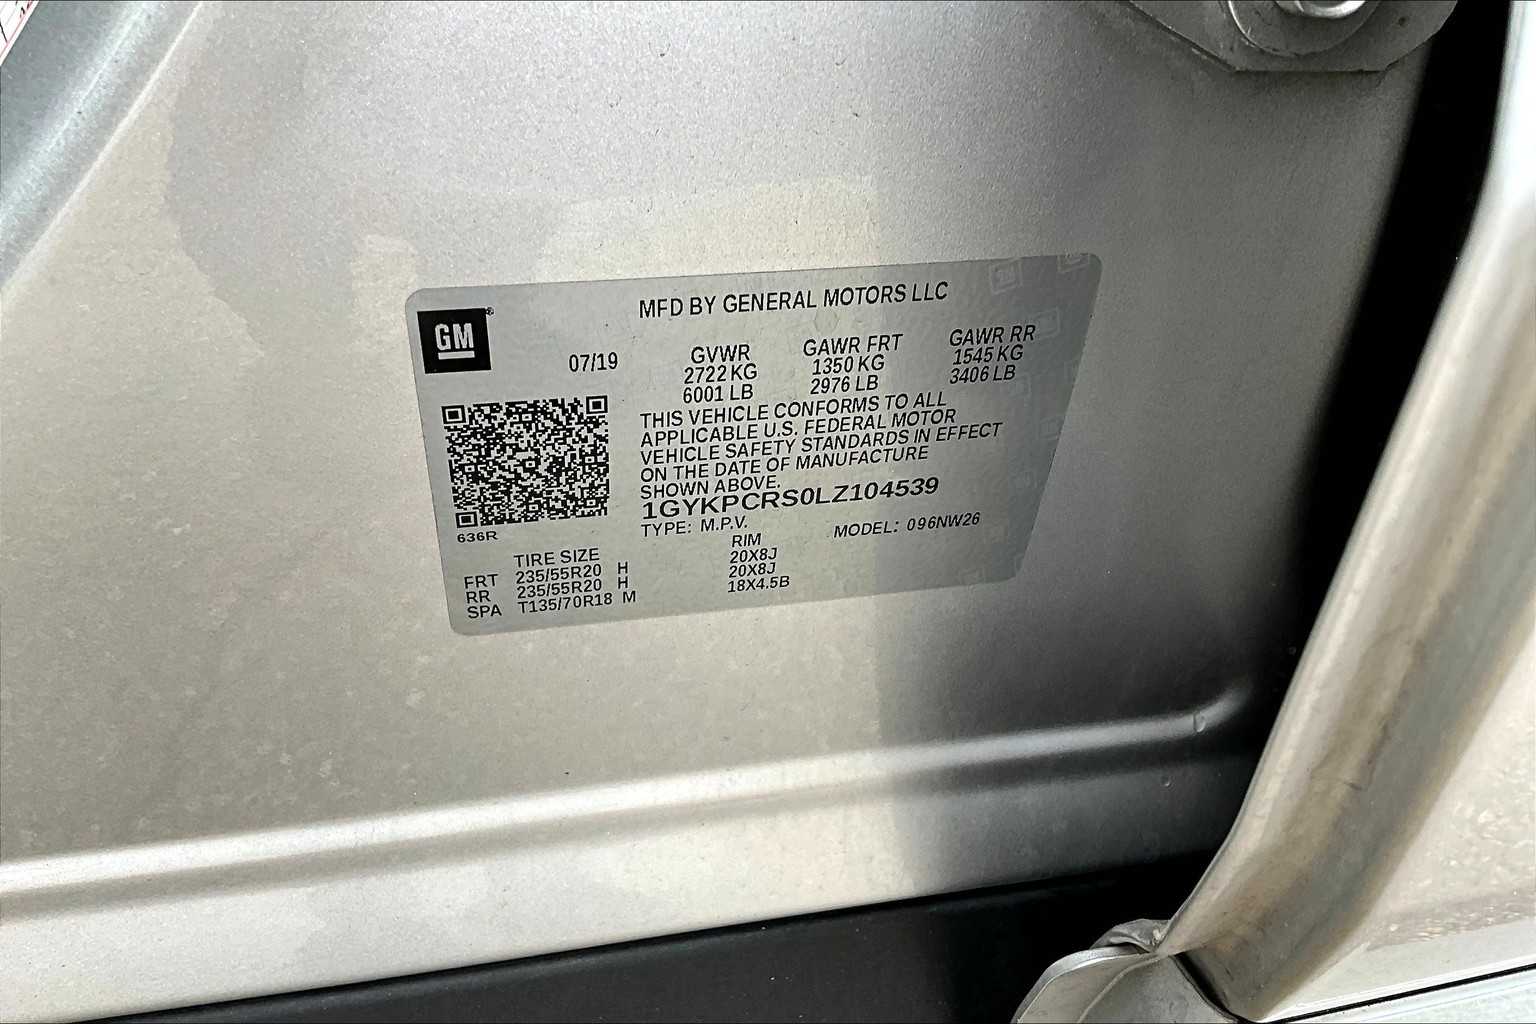 MFD BY GENERAL MOTORS LLC
GM
07/19
GVWR GAWR FRT GAWR RR
2722 KG 1350 KG 1545 KG
6001 LB 2976 LB 3406 LB
THIS VEHICLE CONFORMS TO ALL
APPLICABLE U.S. FEDERAL MOTOR
VEHICLE SAFETY STANDARDS IN EFFECT
ON THE DATE OF MANUFACTURE
SHOWN ABOVE.
1GYKPCRS0LZ104539
TYPE: M.P.V. MODEL: 096NW26
636R
TIRE SIZE RIM
FRT 235/55R20 H 20X8J
RR 235/55R20 H 20X8J
SPA T135/70R18 M 18X4.5B